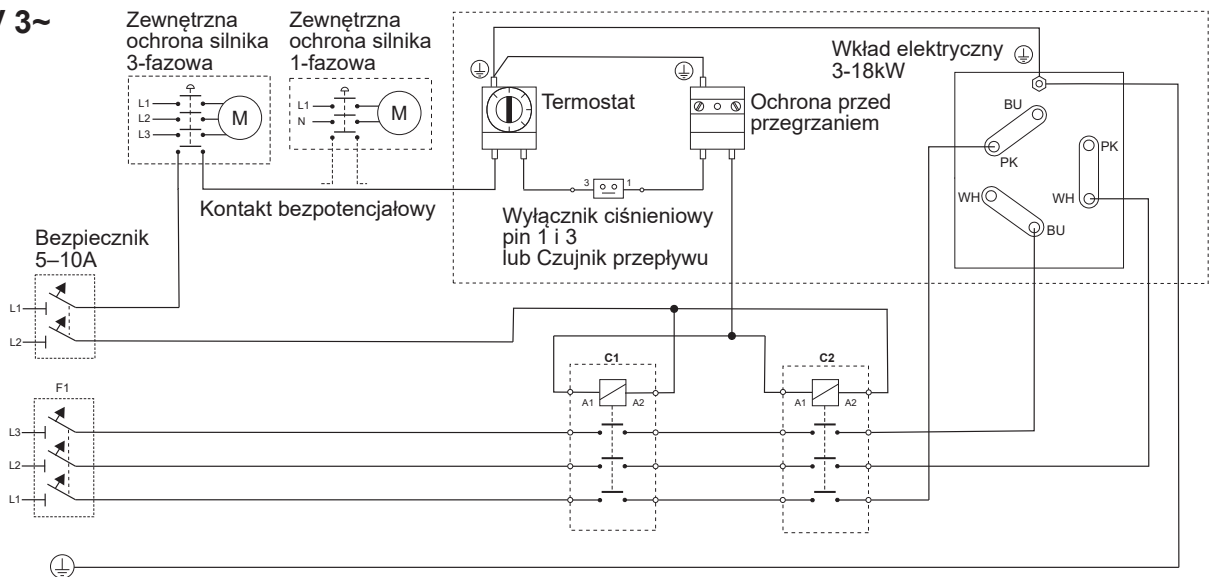 V 3~
Zewnętrzna
ochrona silnika
3-fazowa
Zewnętrzna
ochrona silnika
1-fazowa
L1
L2
L3
M
L1
N
M
Termostat
Ochrona przed
przegrzaniem
Wkład elektryczny
3-18kW
BU
PK
PK
WH
WH
BU
3
1
Kontakt bezpotencjałowy
Wyłącznik ciśnieniowy
pin 1 i 3
lub Czujnik przepływu
Bezpiecznik
5–10A
L1
L2
C1
A1
A2
C2
A1
A2
F1
L3
L2
L1